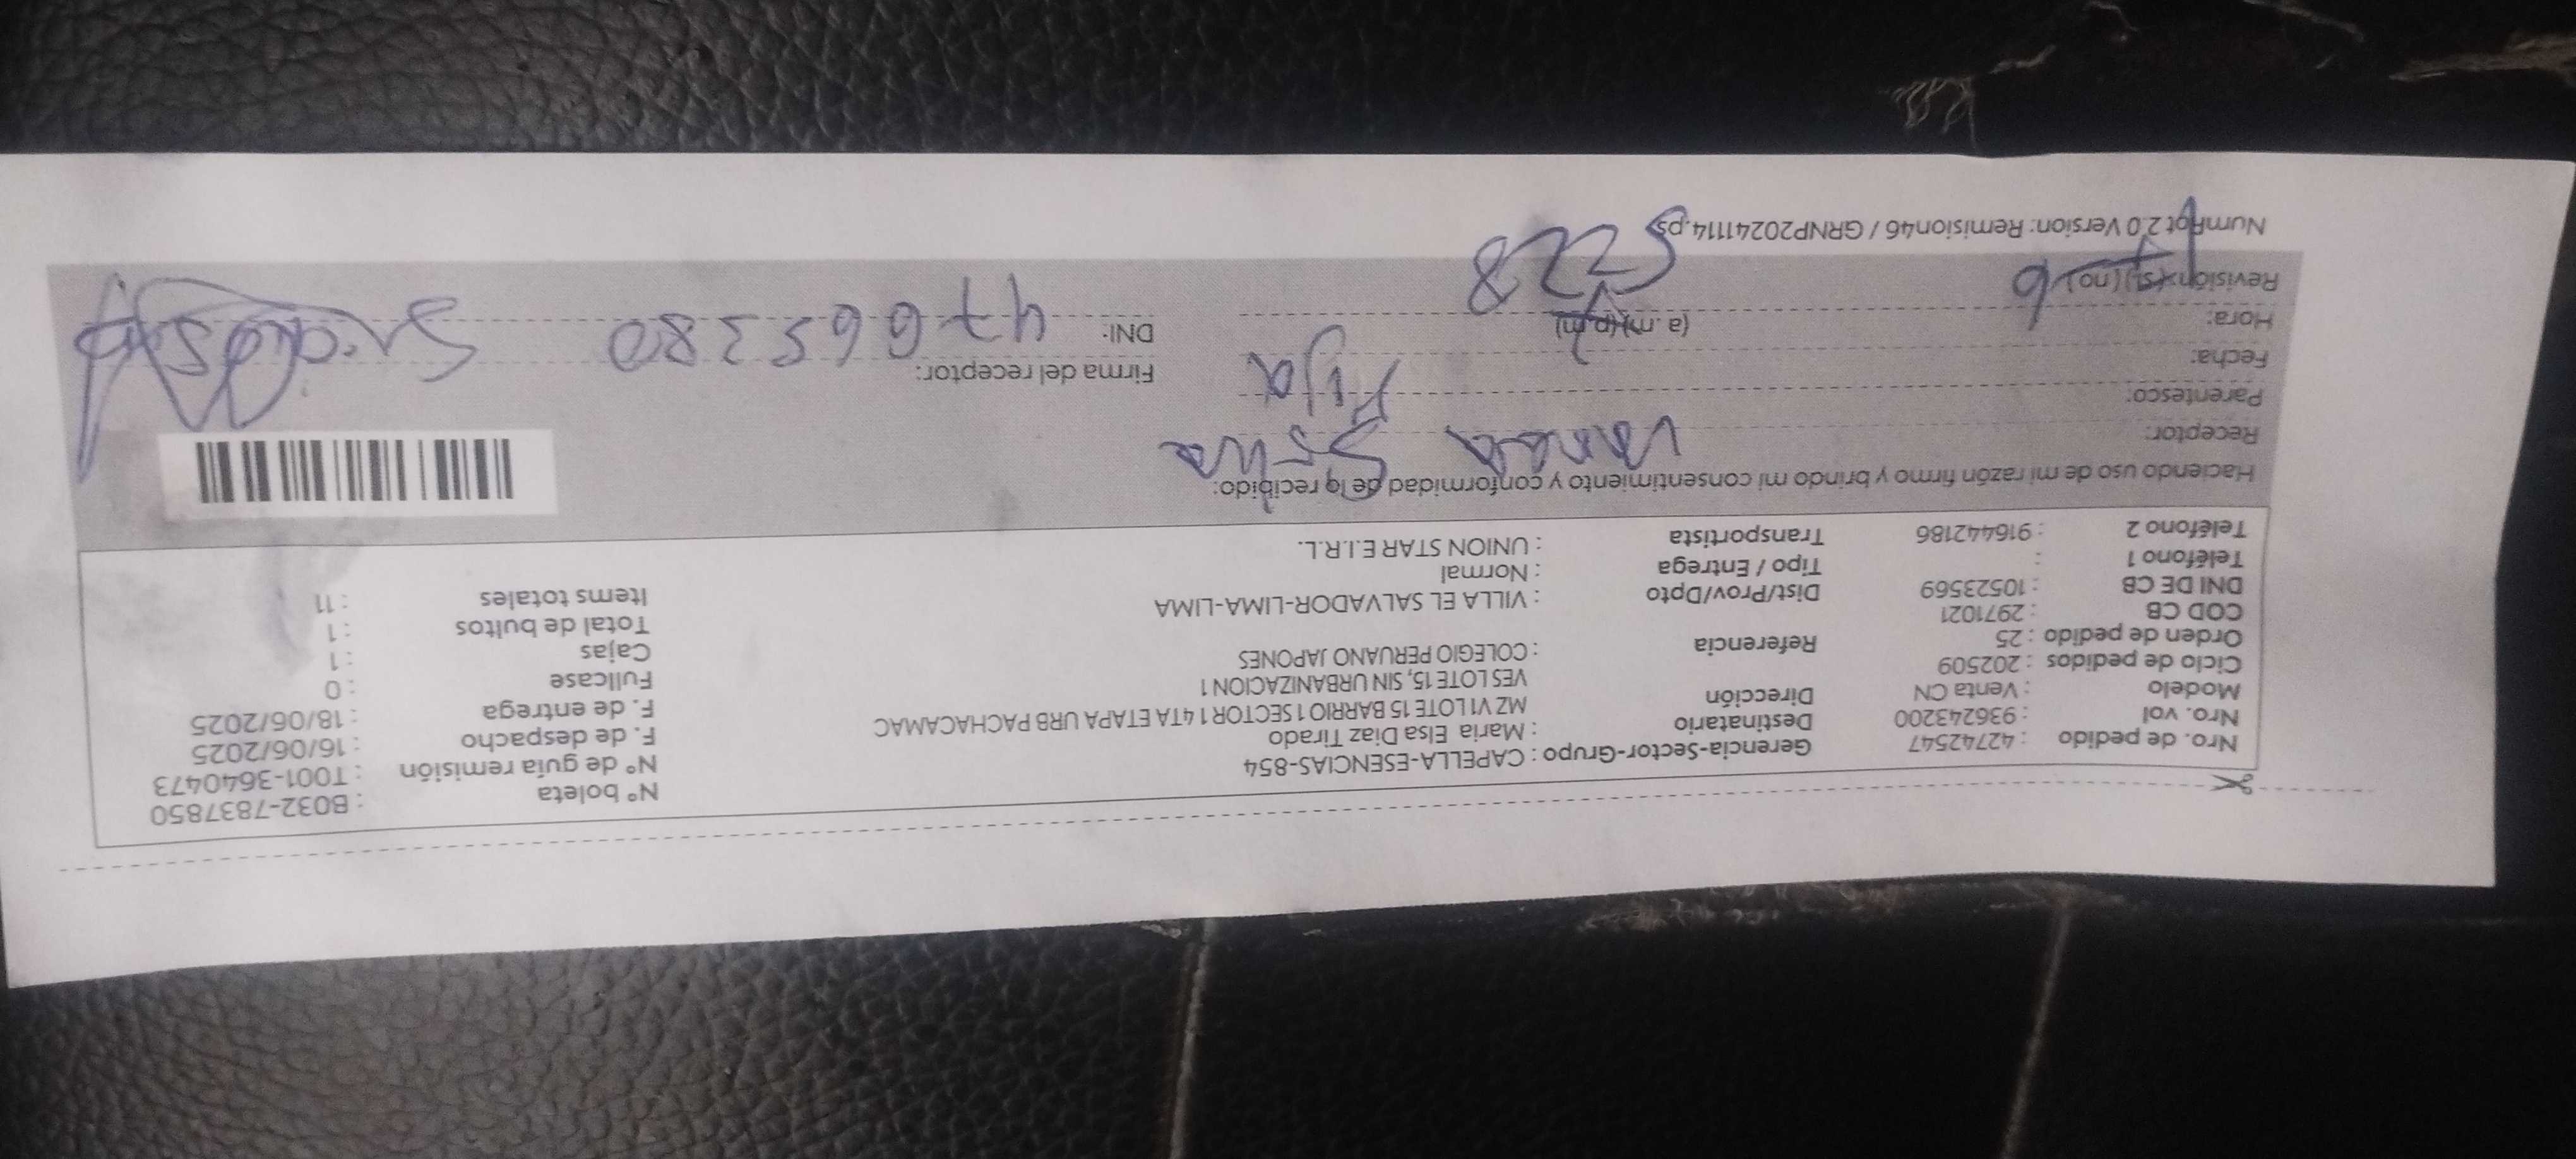 Nro. de pedido : 42742547 Gerencia-Sector-Grupo : CAPELLA-ESENCIAS-854 N° boleta : B032-7837850
Nro. vol : 936243200 Destinatario : Maria Elsa Diaz Tirado N° de guía remisión : T001-3640473
Modelo : Venta CN Dirección MZ V1 LOTE 15 BARRIO 1 SECTOR 1 4TA ETAPA URB PACHACAMAC F. de despacho : 16/06/2025
Ciclo de pedidos : 202509 VES LOTE 15, SIN URBANIZACION 1 F. de entrega : 18/06/2025
Orden de pedido : 25 Referencia : COLEGIO PERUANO JAPONES Fullcase : 0
COD CB : 2971021 Cajas : 1
DNI DE CB : 10523569 Dist/Prov/Dpto : VILLA EL SALVADOR-LIMA-LIMA Total de bultos : 1
Teléfono 1 : Tipo / Entrega : Normal Items totales : 11
Teléfono 2 : 916442186 Transportista : UNION STAR E.I.R.L.
Haciendo uso de mi razón firmo y brindo mi consentimiento y conformidad de lo recibido:
Receptor:
Parentesco: Hija
Fecha: Firma del receptor:
Hora: (a. m) (p.m) DNI: 47665380
Revisión: (si) (no)
NumRot 2.0 Version: Remision46 / GRNP20241114.ps